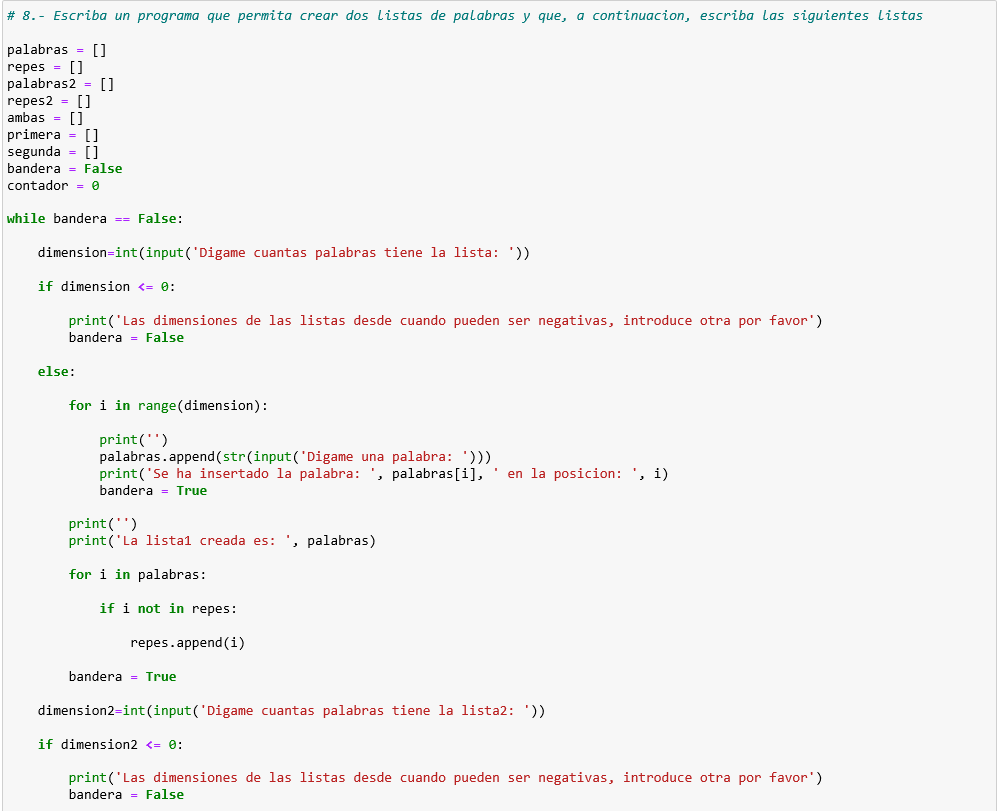 # 8.- Escriba un programa que permita crear dos listas de palabras y que, a continuacion, escriba las siguientes listas
palabras = []
repes = []
palabras2 = []
repes2 = []
ambas = []
primera = []
segunda = []
bandera = False
contador = 0
while bandera == False:
    dimension=int(input('Digame cuantas palabras tiene la lista: '))
    if dimension <= 0:
        print('Las dimensiones de las listas desde cuando pueden ser negativas, introduce otra por favor')
        bandera = False
    else:
        for i in range(dimension):
            print('')
            palabras.append(str(input('Digame una palabra: ')))
            print('Se ha insertado la palabra: ', palabras[i], ' en la posicion: ', i)
            bandera = True
        print('')
        print('La lista1 creada es: ', palabras)
        for i in palabras:
            if i not in repes:
                repes.append(i)
        bandera = True
    dimension2=int(input('Digame cuantas palabras tiene la lista2: '))
    if dimension2 <= 0:
        print('Las dimensiones de las listas desde cuando pueden ser negativas, introduce otra por favor')
        bandera = False